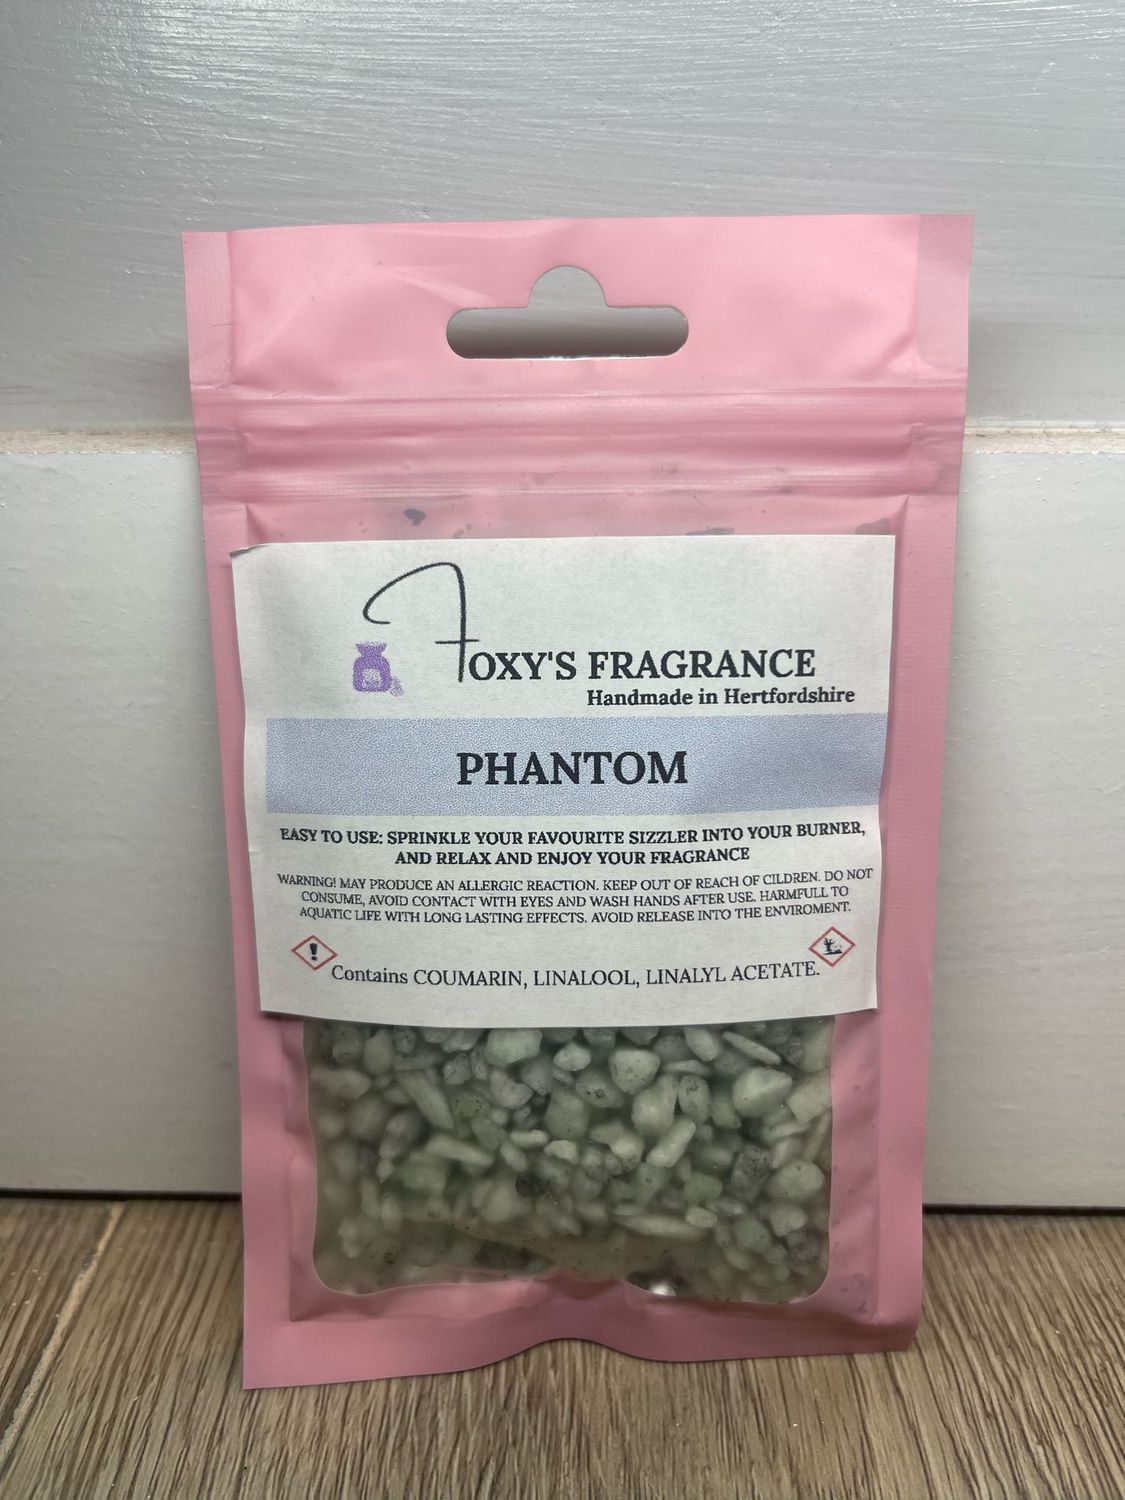 FOXY'S FRAGRANCE
Handmade in Hertfordshire
PHANTOM
EASY TO USE: SPRINKLE YOUR FAVOURITE SIZZLER INTO YOUR BURNER,
AND RELAX AND ENJOY YOUR FRAGRANCE
WARNING! MAY PRODUCE AN ALLERGIC REACTION. KEEP OUT OF REACH OF CILDREN. DO NOT
CONSUME, AVOID CONTACT WITH EYES AND WASH HANDS AFTER USE. HARMFULL TO
AQUATIC LIFE WITH LONG LASTING EFFECTS. AVOID RELEASE INTO THE ENVIROMENT.
Contains COUMARIN, LINALOOL, LINALYL ACETATE.